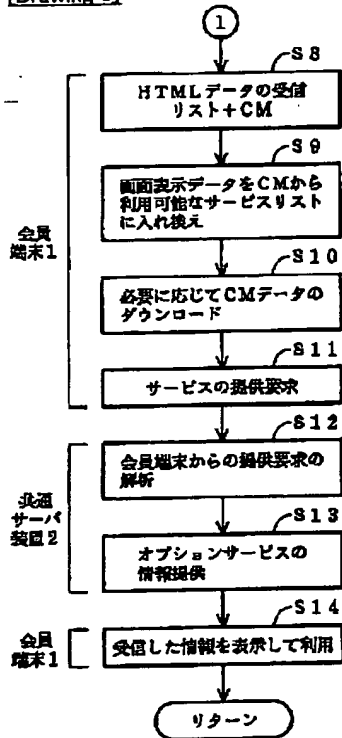 1
S8
HTMLデータの受信
リスト+CM
S9
画面表示データをCMから
利用可能なサービスリスト
に入れ換え
会員
端末1
S10
必要に応じてCMデータの
ダウンロード
S11
サービスの提供要求
S12
会員端末からの提供要求の
解析
共通
サーバ
装置2
S13
オプションサービスの
情報提供
S14
会員
端末1
受信した情報を表示して利用
リターン